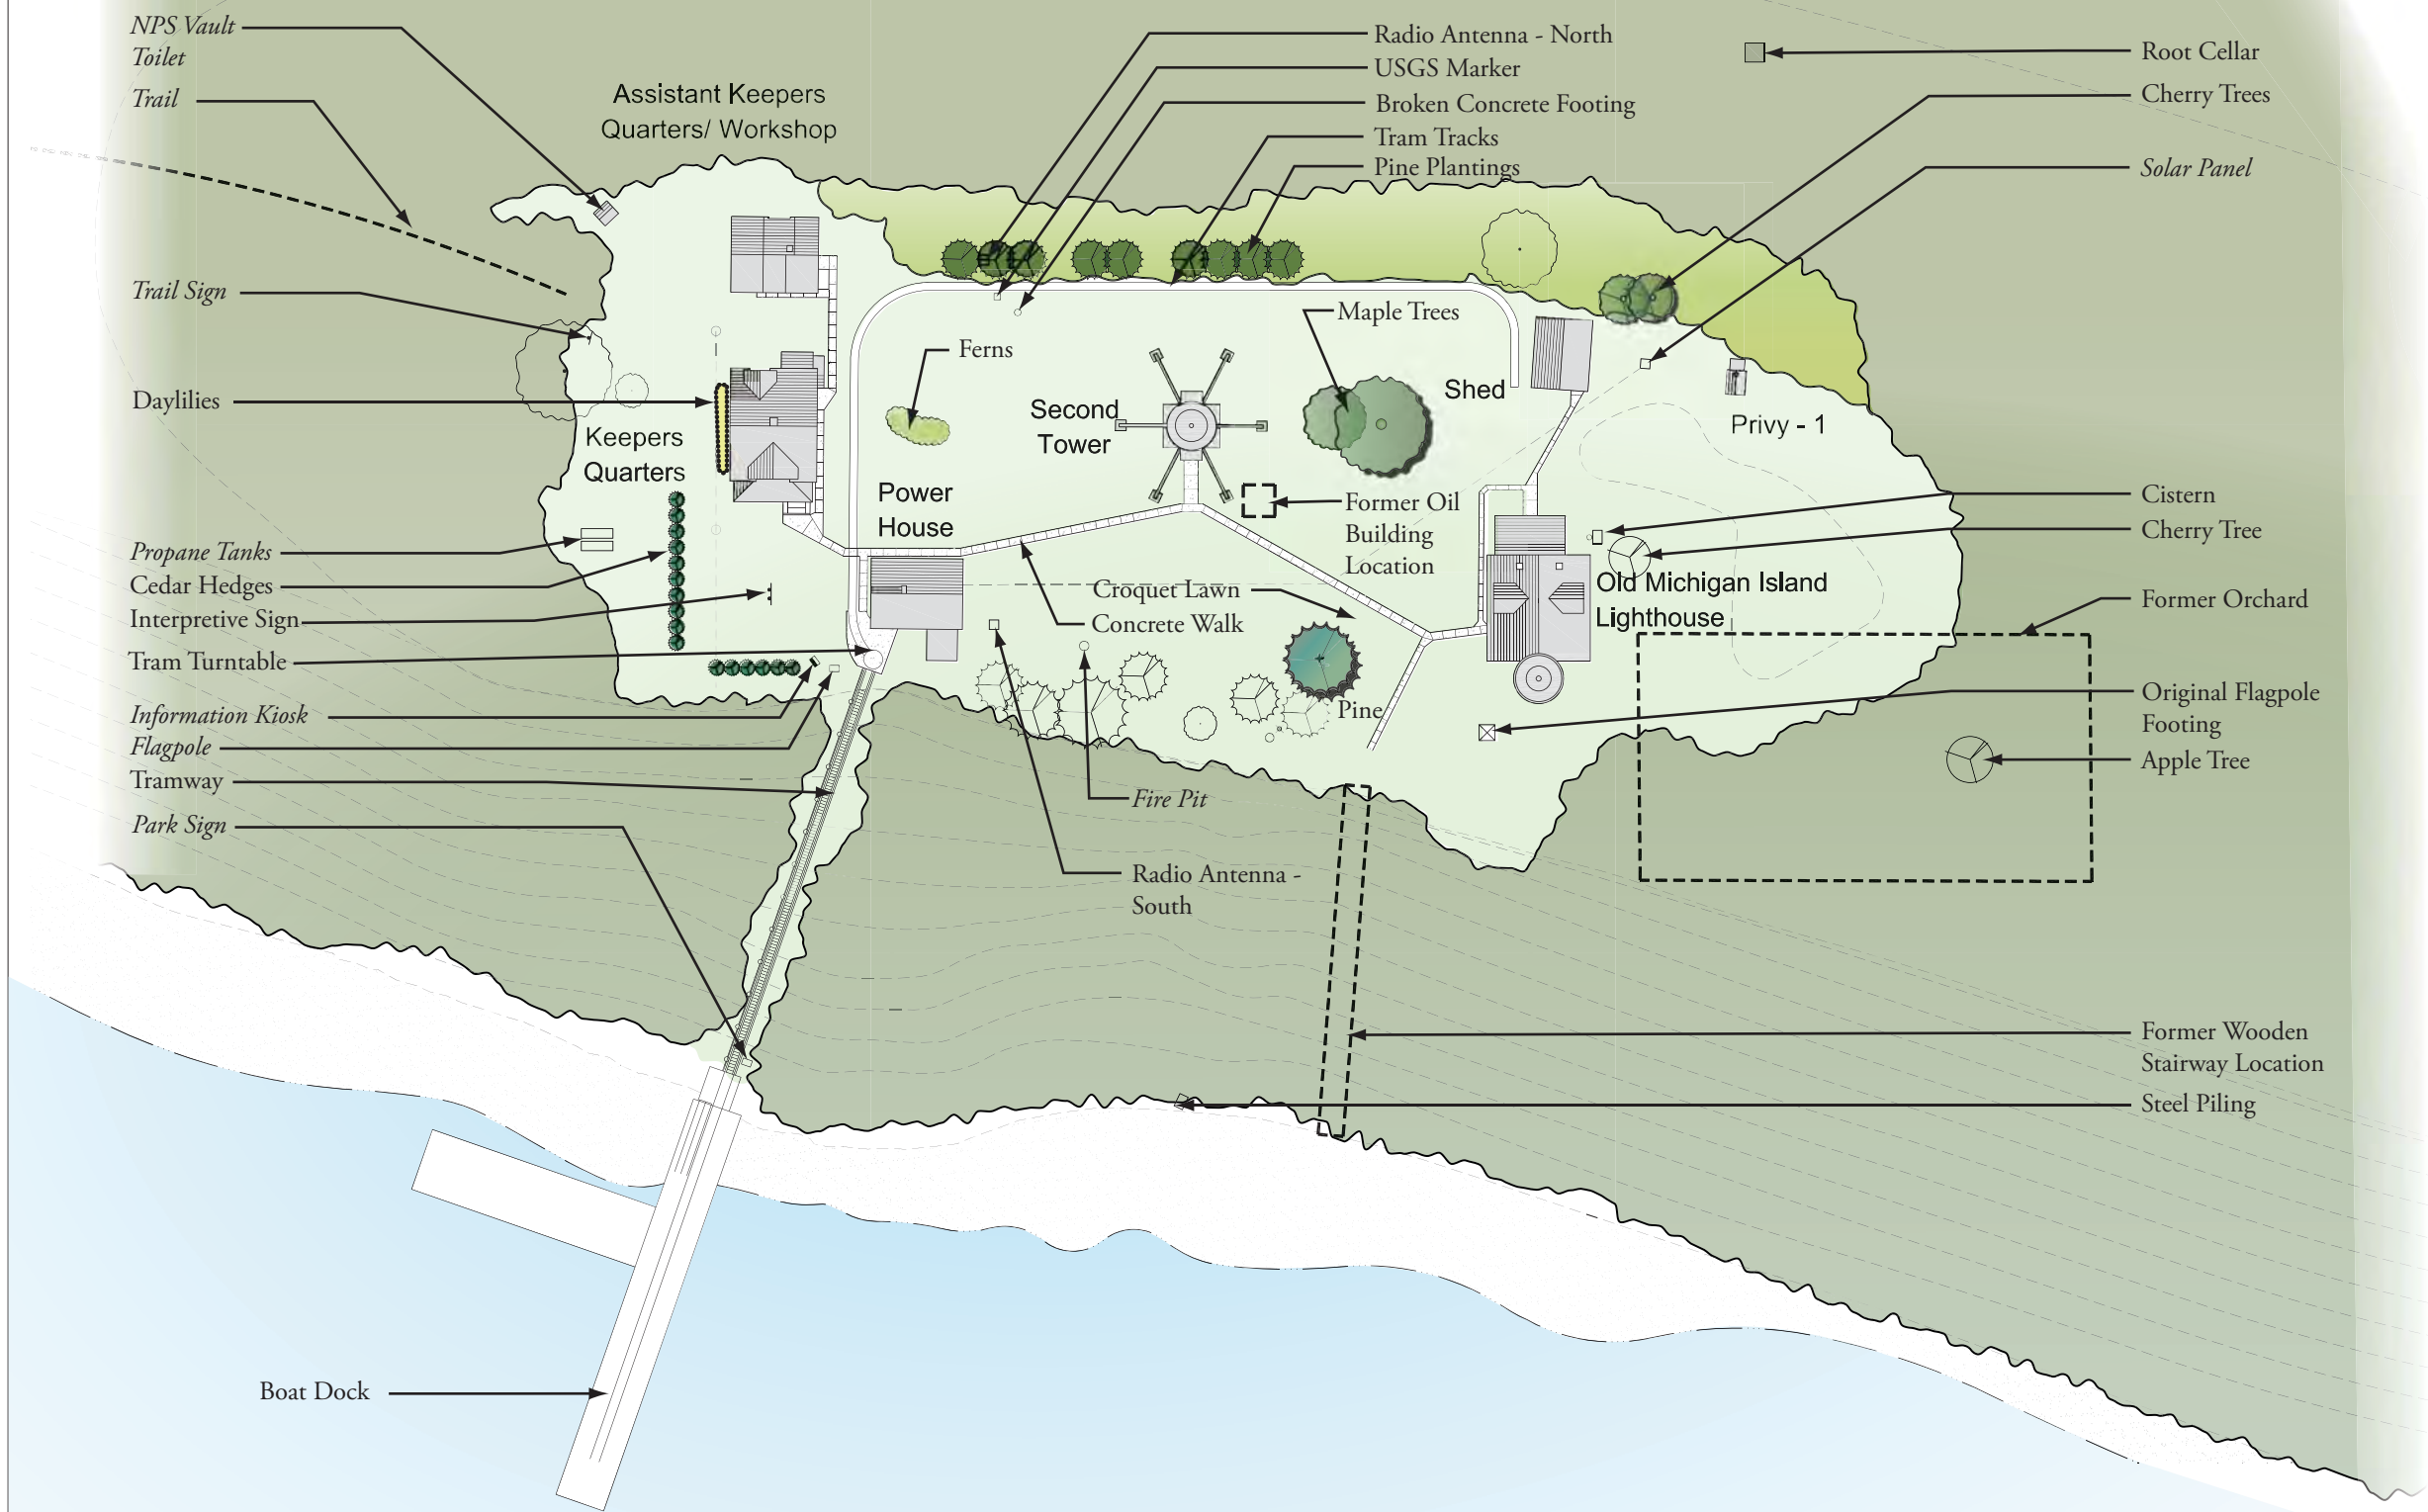 NPS Vault
Toilet
Trail
Trail Sign
Daylilies
Propane Tanks
Cedar Hedges
Interpretive Sign
Tram Turntable
Information Kiosk
Flagpole
Tramway
Park Sign
Boat Dock
Assistant Keepers
Quarters/ Workshop
Keepers
Quarters
Radio Antenna - North
USGS Marker
Broken Concrete Footing
Tram Tracks
Pine Plantings
Maple Trees
Ferns
Second
Tower
Shed
Power
House
Former Oil
Building
Location
Croquet Lawn
Concrete Walk
Pine
Fire Pit
Radio Antenna -
South
Privy - 1
Old Michigan Island
Lighthouse
Root Cellar
Cherry Trees
Solar Panel
Cistern
Cherry Tree
Former Orchard
Original Flagpole
Footing
Apple Tree
Former Wooden
Stairway Location
Steel Piling